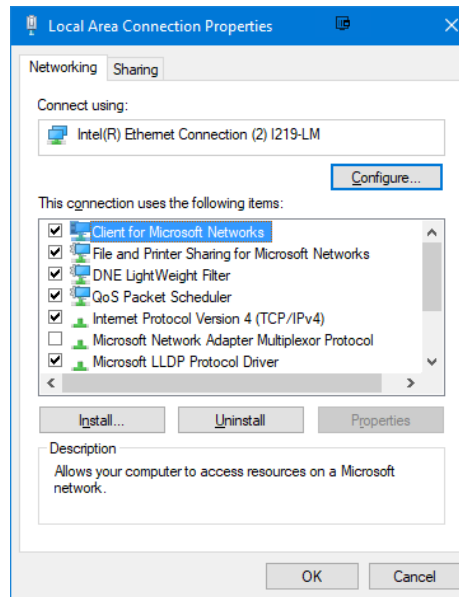 Local Area Connection Properties
Networking
Sharing
Connect using:
Intel(R) Ethernet Connection (2) I219-LM
Configure...
This connection uses the following items:
Client for Microsoft Networks
File and Printer Sharing for Microsoft Networks
DNE LightWeight Filter
QoS Packet Scheduler
Internet Protocol Version 4 (TCP/IPv4)
Microsoft Network Adapter Multiplexor Protocol
Microsoft LLDP Protocol Driver
Install...
Uninstall
Properties
Description
Allows your computer to access resources on a Microsoft
network.
OK
Cancel